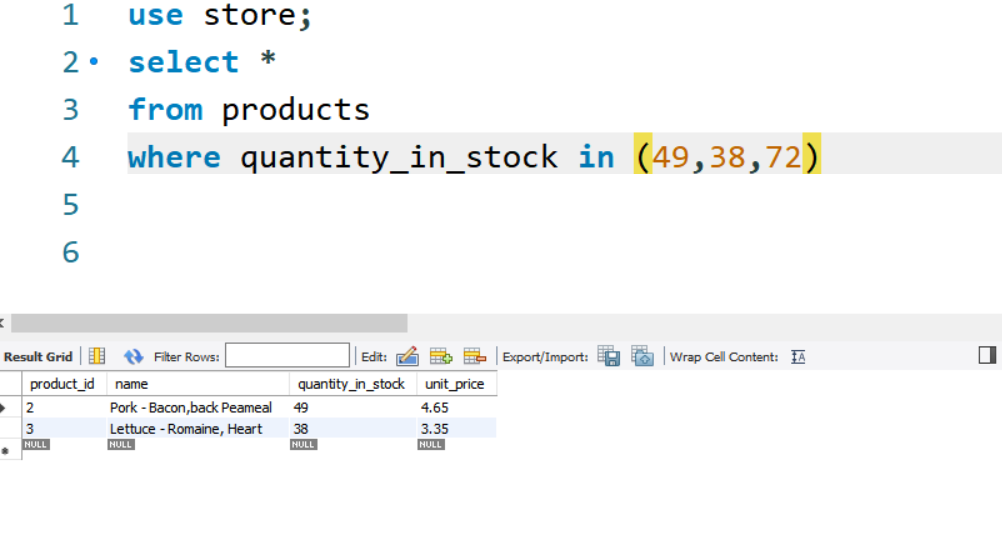 1 use store;
2 select *
3 from products
4 where quantity_in_stock in (49,38,72)
5
6
Result Grid Filter Rows: Edit: Export/Import: Wrap Cell Content: IA
product_id name quantity_in_stock unit_price
2 Pork - Bacon,back Peameal 49 4.65
3 Lettuce - Romaine, Heart 38 3.35
NULL NULL NULL NULL